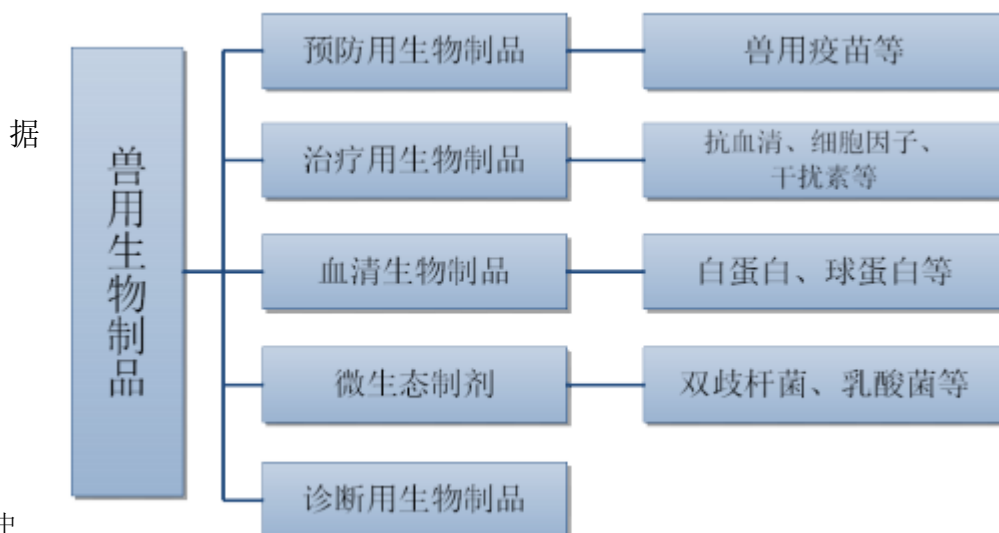 据
兽用生物制品
预防用生物制品
兽用疫苗等
治疗用生物制品
抗血清、细胞因子、
干扰素等
血清生物制品
白蛋白、球蛋白等
微生态制剂
双歧杆菌、乳酸菌等
诊断用生物制品